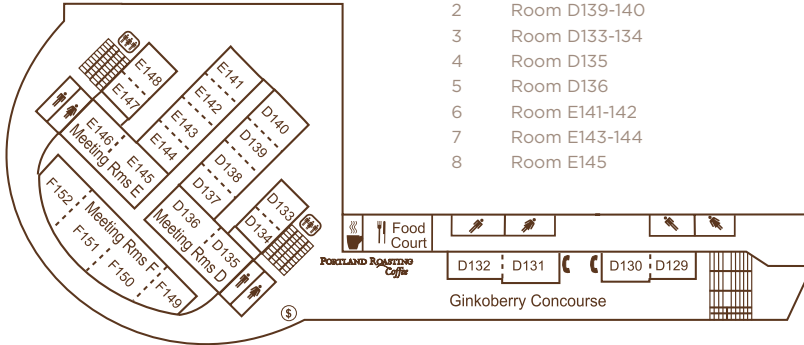 2 Room D139-140
3 Room D133-134
4 Room D135
5 Room D136
6 Room E141-142
7 Room E143-144
8 Room E145
E148
E147
E146
E145
Meeting Rms E
E141
E142
E143
E144
D140
D139
D138
D137
D136
D135
Meeting Rms D
D133
D134
F152
F151
F150
F149
Meeting Rms F
$
Food
Court
Portland Roasting
Coffee
D132
D131
D130
D129
Ginkoberry Concourse